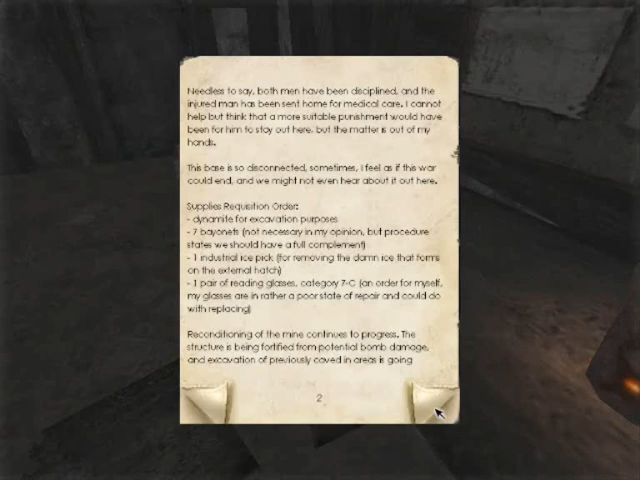 Needless to say, both men have been disciplined, and the
injured man has been sent home for medical care. I cannot
help but think that a more suitable punishment would have
been for him to stay out here, but the matter is out of my
hands.
This base is so disconnected, sometimes, I feel as if this war
could end, and we might not even hear about it out here.
Supplies Requisition Order:
- dynamite for excavation purposes
- 7 bayonets (not necessary in my opinion, but procedure
states we should have a full complement)
- 1 industrial ice pick (for removing the damn ice that forms
on the external hatch)
- 1 pair of reading glasses, category 7-C (an order for myself,
my glasses are in rather a poor state of repair and could do
with replacing)
Reconditioning of the mine continues to progress. The
structure is being fortified from potential bomb damage,
and excavation of previously caved in areas is going
2